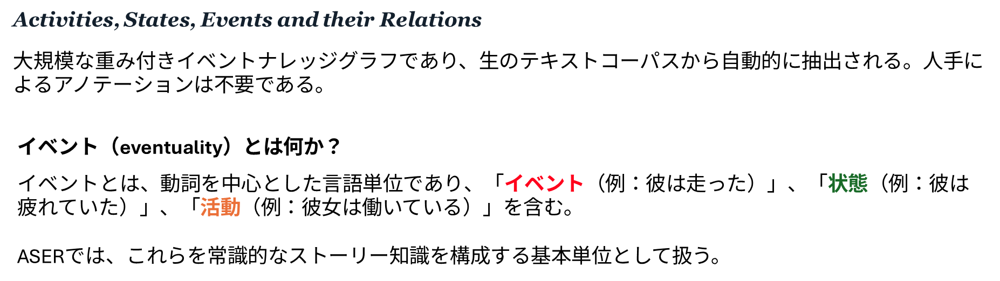 Activities, States, Events and their Relations
大規模な重み付きイベントナレッジグラフであり、生のテキストコーパスから自動的に抽出される。人手に
よるアノテーションは不要である。
イベント（eventuality）とは何か？
イベントとは、動詞を中心とした言語単位であり、「イベント（例：彼は走った）」、「状態（例：彼は
疲れていた）」、「活動（例：彼女は働いている）」を含む。
ASERでは、これらを常識的なストーリー知識を構成する基本単位として扱う。